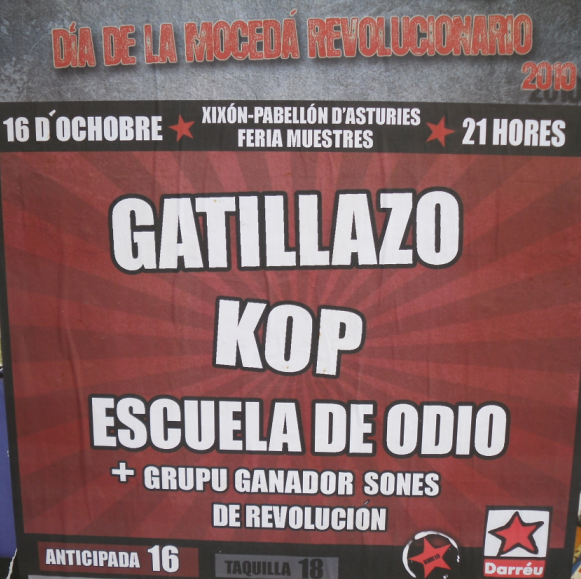 DÍA DE LA MOCEDÁ REVOLUCIONARIO
2010
16 D'OCHOBRE ★ XIXÓN-PABELLÓN D'ASTURIES
FERIA MUESTRES ★ 21 HORES
GATILLAZO
KOP
ESCUELA DE ODIO
+ GRUPU GANADOR SONES
DE REVOLUCIÓN
ANTICIPADA 16
TAQUILLA 18
Darréu